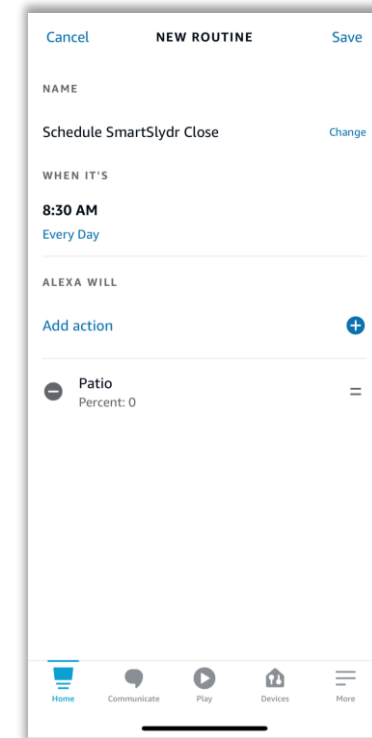 Cancel NEW ROUTINE Save
NAME
Schedule SmartSlydr Close Change
WHEN IT'S
8:30 AM
Every Day
ALEXA WILL
Add action
Patio
Percent: 0
Home Communicate Play Devices More